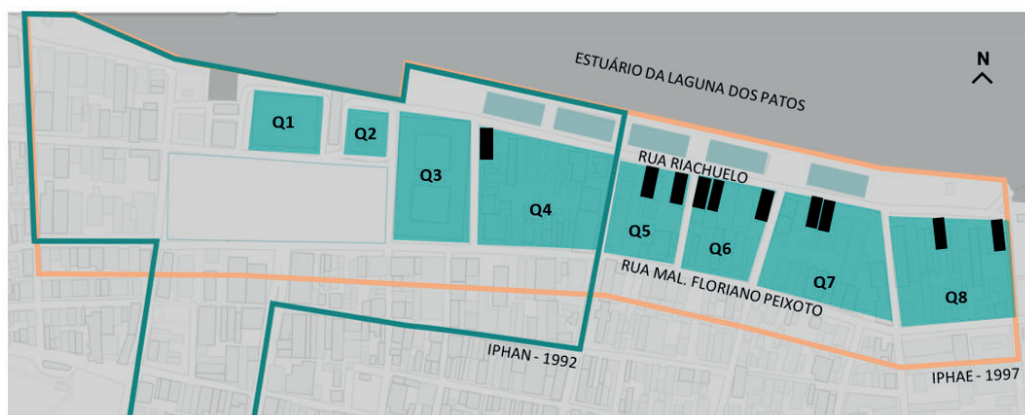 ESTUÁRIO DA LAGUNA DOS PATOS
N
Q1
Q2
Q3
Q4
RUA RIACHUELO
Q5
Q6
Q7
Q8
RUA MAL. FLORIANO PEIXOTO
IPHAN - 1992
IPHAE - 1997